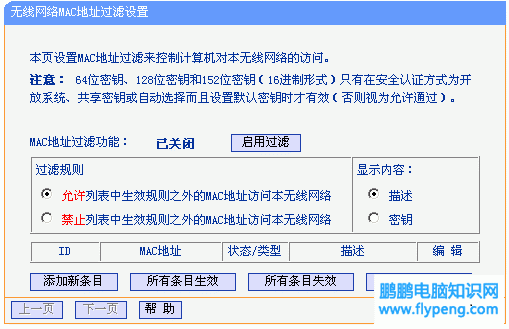 无线网络MAC地址过滤设置
本页设置MAC地址过滤来控制计算机对本无线网络的访问。
注意： 64位密钥、128位密钥和152位密钥（16进制形式）只有在安全认证方式为开
放系统、共享密钥或自动选择而且设置默认密钥时才有效（否则视为允许通过）。
MAC地址过滤功能： 已关闭 启用过滤
过滤规则 显示内容：
允许列表中生效规则之外的MAC地址访问本无线网络 描述
禁止列表中生效规则之外的MAC地址访问本无线网络 密钥
ID MAC地址 状态/类型 描述 编 辑
添加新条目 所有条目生效 所有条目失效
上一页 下一页 帮 助
鹏鹏电脑知识网
www.flypeng.com